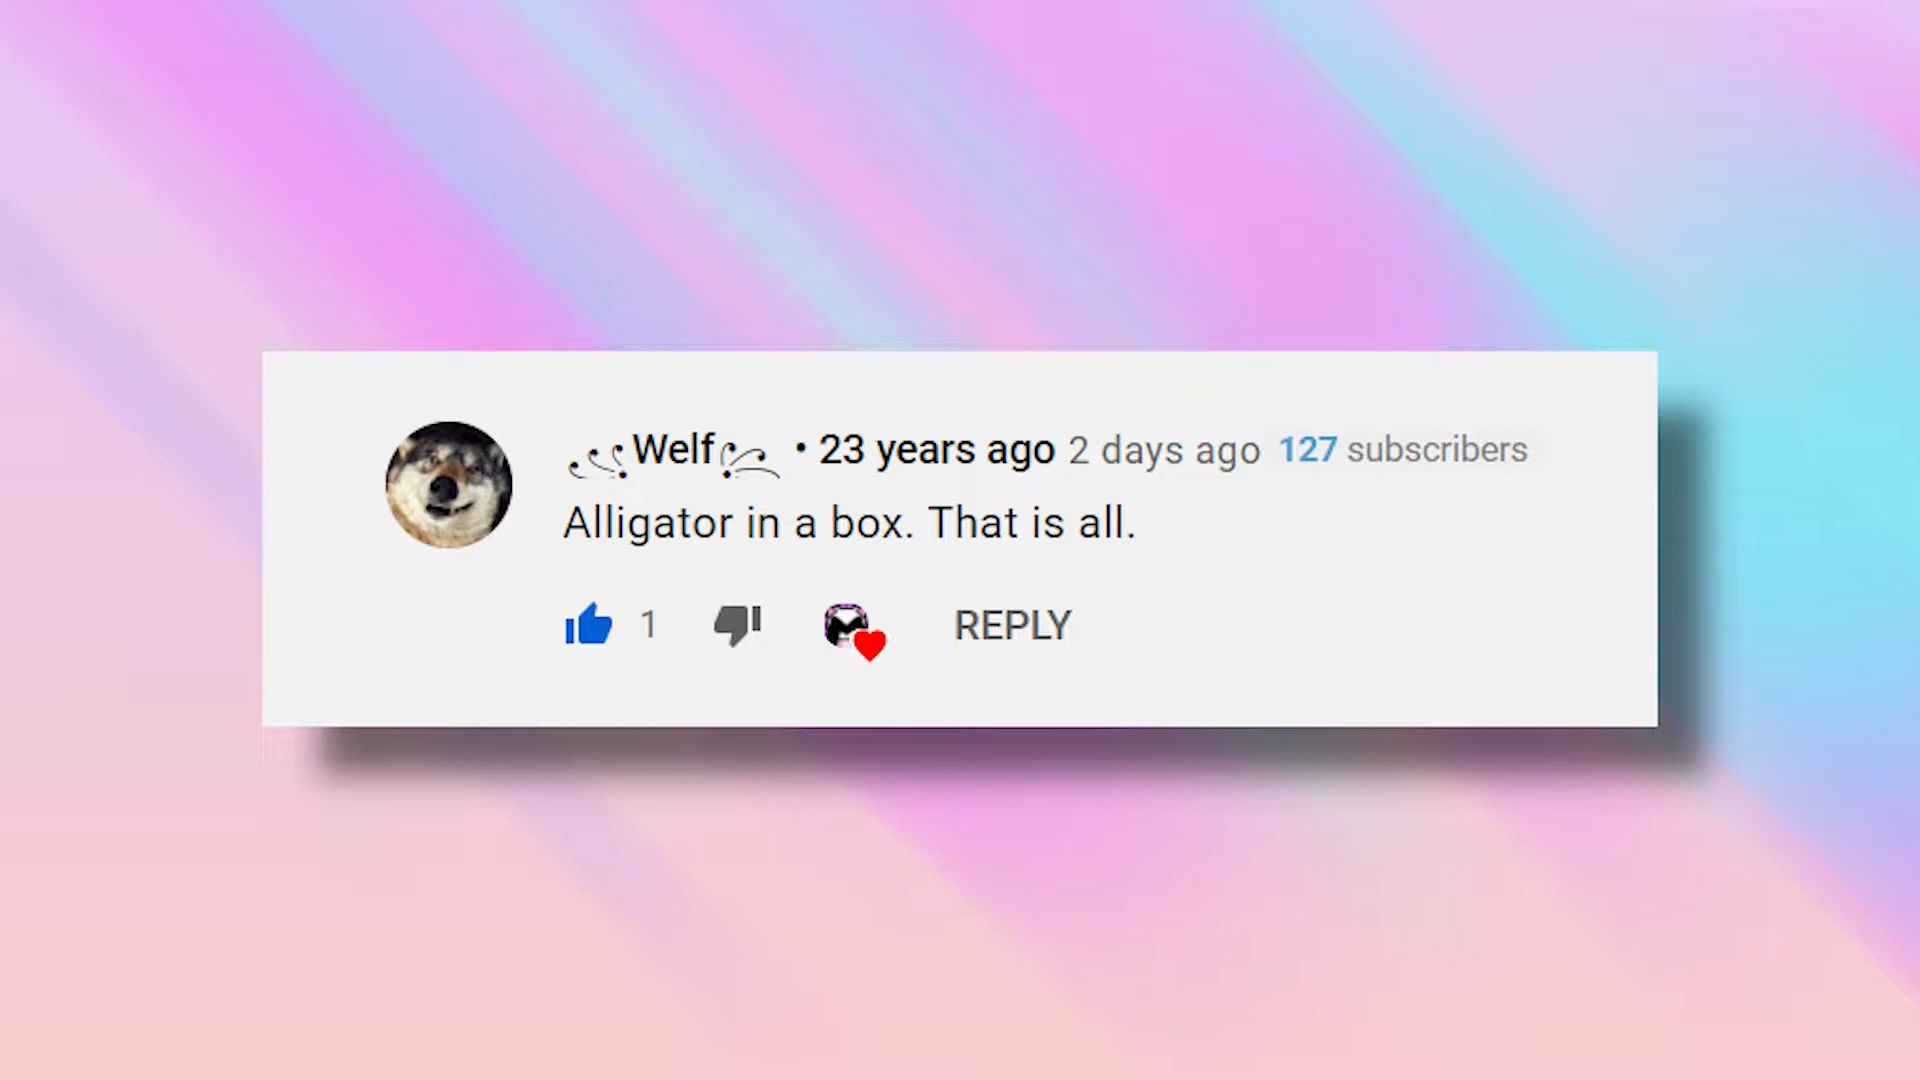 Welf • 23 years ago 2 days ago 127 subscribers
Alligator in a box. That is all.
1 REPLY